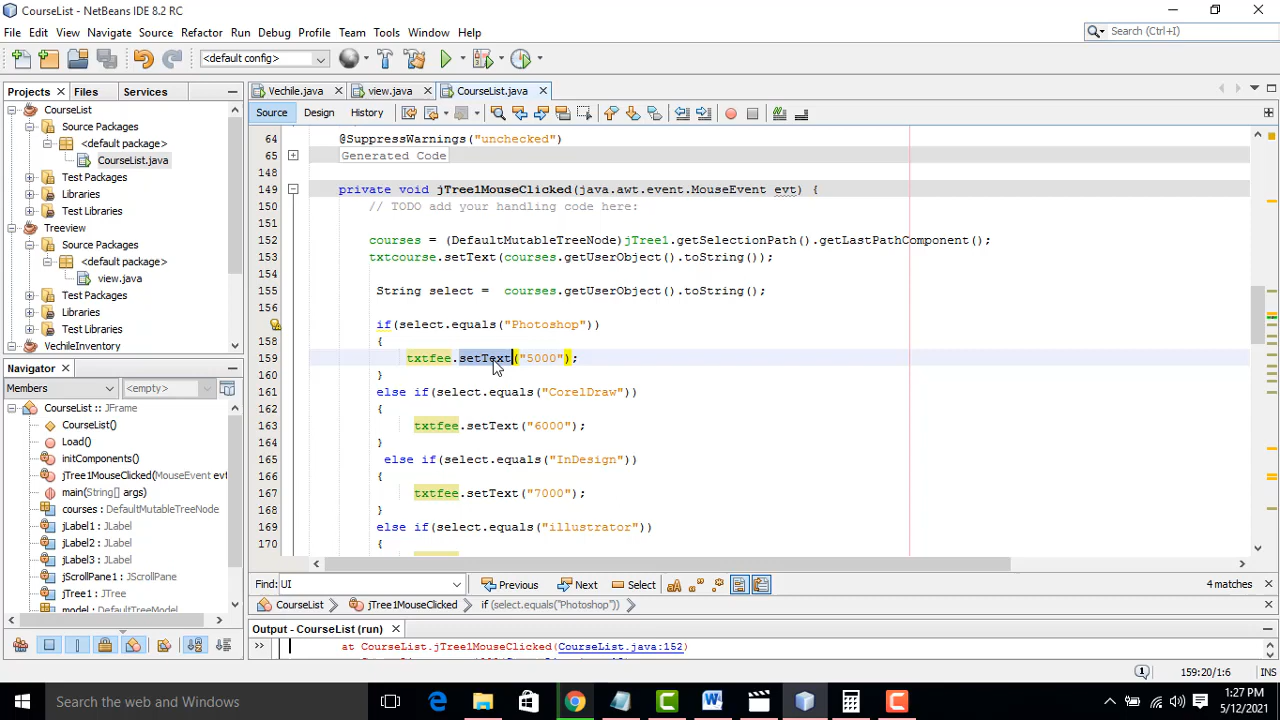 CourseList - NetBeans IDE 8.2 RC
File Edit View Navigate Source Refactor Run Debug Profile Team Tools Window Help
Search (Ctrl+I)
<default config>
Projects Files Services
Vechile.java view.java CourseList.java
CourseList
Source Packages
<default package>
CourseList.java
Test Packages
Libraries
Test Libraries
Treeview
Source Packages
<default package>
view.java
Test Packages
Libraries
Test Libraries
VechileInventory
Source Design History
64 @SuppressWarnings("unchecked")
65 Generated Code
148
149 private void jTree1MouseClicked(java.awt.event.MouseEvent evt) {
150 // TODO add your handling code here:
151
152 courses = (DefaultMutableTreeNode)jTree1.getSelectionPath().getLastPathComponent();
153 txtcourse.setText(courses.getUserObject().toString());
154
155 String select =  courses.getUserObject().toString();
156
if(select.equals("Photoshop"))
158 {
159 txtfee.setText("5000");
160 }
161 else if(select.equals("CorelDraw"))
162 {
163 txtfee.setText("6000");
164 }
165 else if(select.equals("InDesign"))
166 {
167 txtfee.setText("7000");
168 }
169 else if(select.equals("illustrator"))
170 {
Navigator
Members <empty>
CourseList :: JFrame
CourseList()
Load()
initComponents()
jTree1MouseClicked(MouseEvent ev
main(String[] args)
courses : DefaultMutableTreeNode
jLabel1 : JLabel
jLabel2 : JLabel
jLabel3 : JLabel
jScrollPane1 : JScrollPane
jTree1 : JTree
model : DefaultTreeModel
Find: UI Previous Next Select 4 matches
CourseList jTree1MouseClicked if (select.equals("Photoshop"))
Output - CourseList (run)
at CourseList.jTree1MouseClicked(CourseList.java:152)
159:20/1:6 INS
Search the web and Windows
1:27 PM
5/12/2021